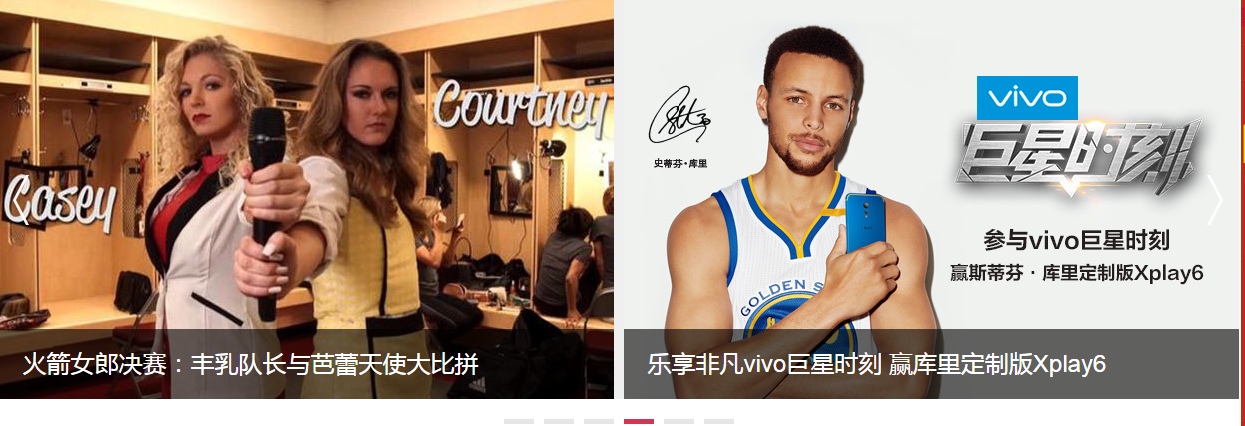 Casey
Courtney
火箭女郎决赛：丰乳队长与芭蕾天使大比拼
史蒂芬·库里
vivo
巨星时刻
参与vivo巨星时刻
赢斯蒂芬·库里定制版Xplay6
GOLDEN S
乐享非凡vivo巨星时刻 赢库里定制版Xplay6